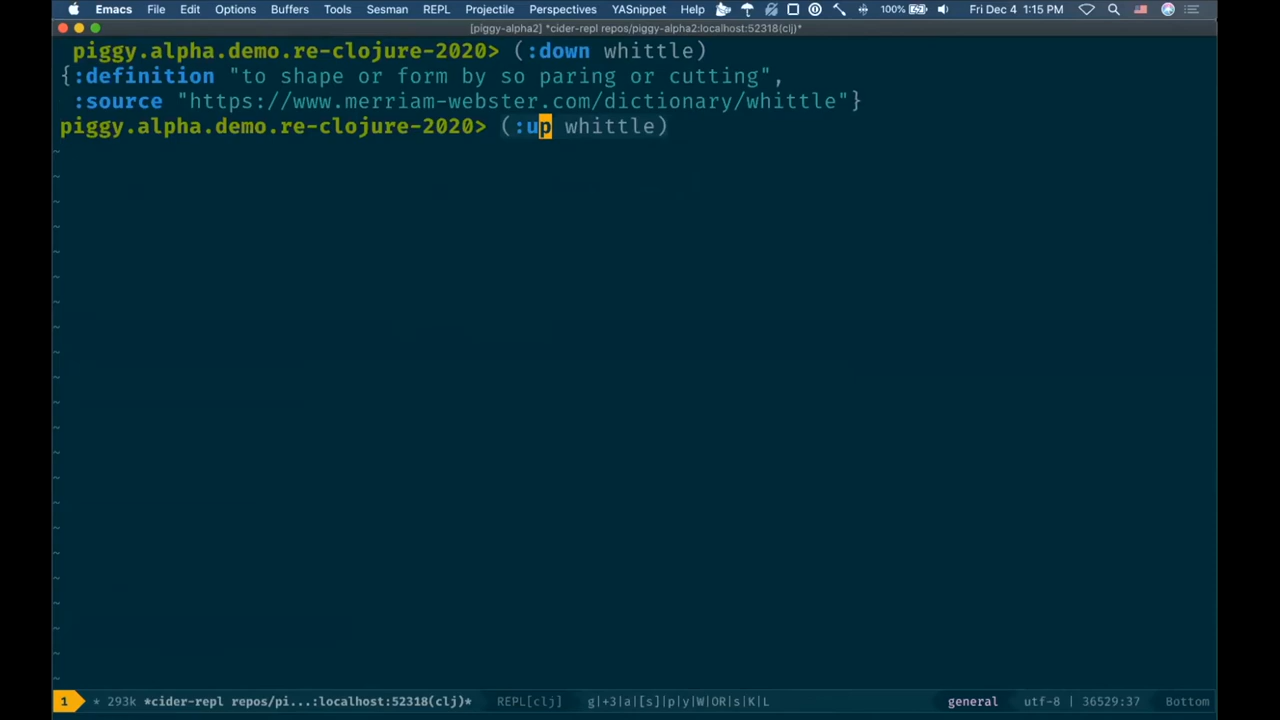 Emacs File Edit Options Buffers Tools Sesman REPL Projectile Perspectives YASnippet Help 100% Fri Dec 4 1:15 PM
[piggy-alpha2] *cider-repl repos/piggy-alpha2:localhost:52318(clj)*
piggy.alpha.demo.re-clojure-2020> (:down whittle)
{:definition "to shape or form by so paring or cutting",
:source "https://www.merriam-webster.com/dictionary/whittle"}
piggy.alpha.demo.re-clojure-2020> (:up whittle)
1 * 293k *cider-repl repos/pi...:localhost:52318(clj)* REPL[clj] g|+3|a|[s]|p|y|W|OR|s|K|L general utf-8 | 36529:37 Bottom